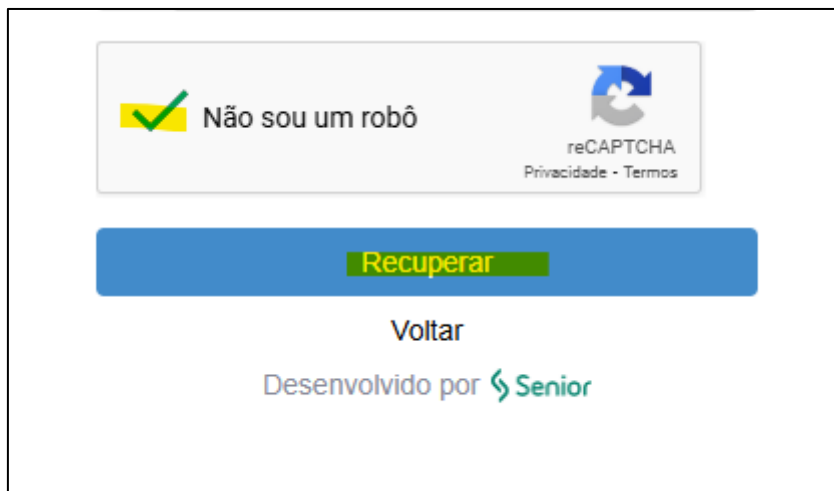 Não sou um robô
reCAPTCHA
Privacidade - Termos
Recuperar
Voltar
Desenvolvido por Senior